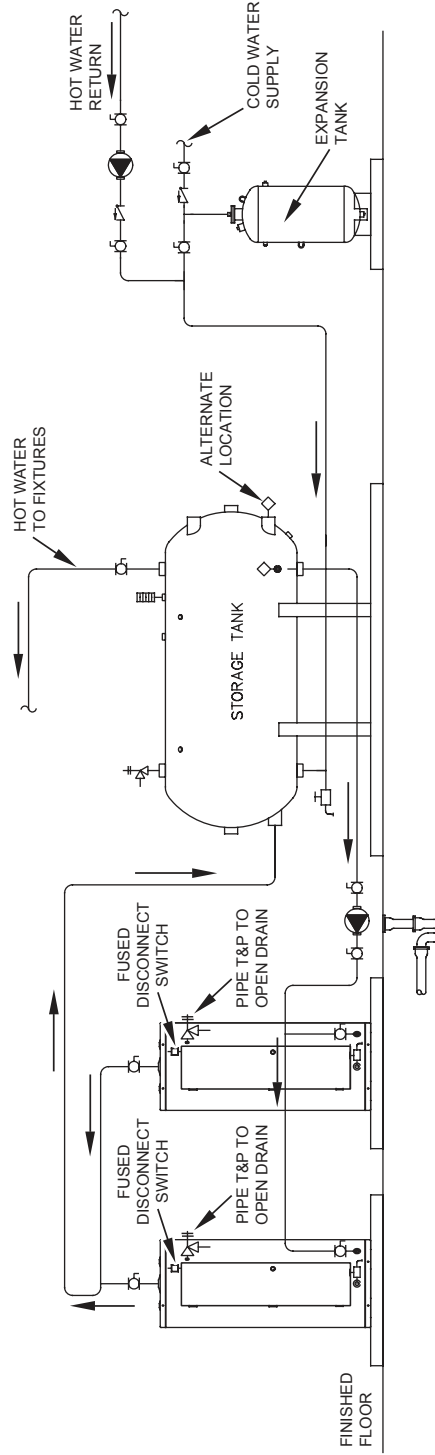 HOT WATER
RETURN
COLD WATER
SUPPLY
EXPANSION
TANK
HOT WATER
TO FIXTURES
ALTERNATE
LOCATION
STORAGE TANK
FUSED
DISCONNECT
SWITCH
PIPE T&P TO
OPEN DRAIN
FUSED
DISCONNECT
SWITCH
PIPE T&P TO
OPEN DRAIN
FINISHED
FLOOR